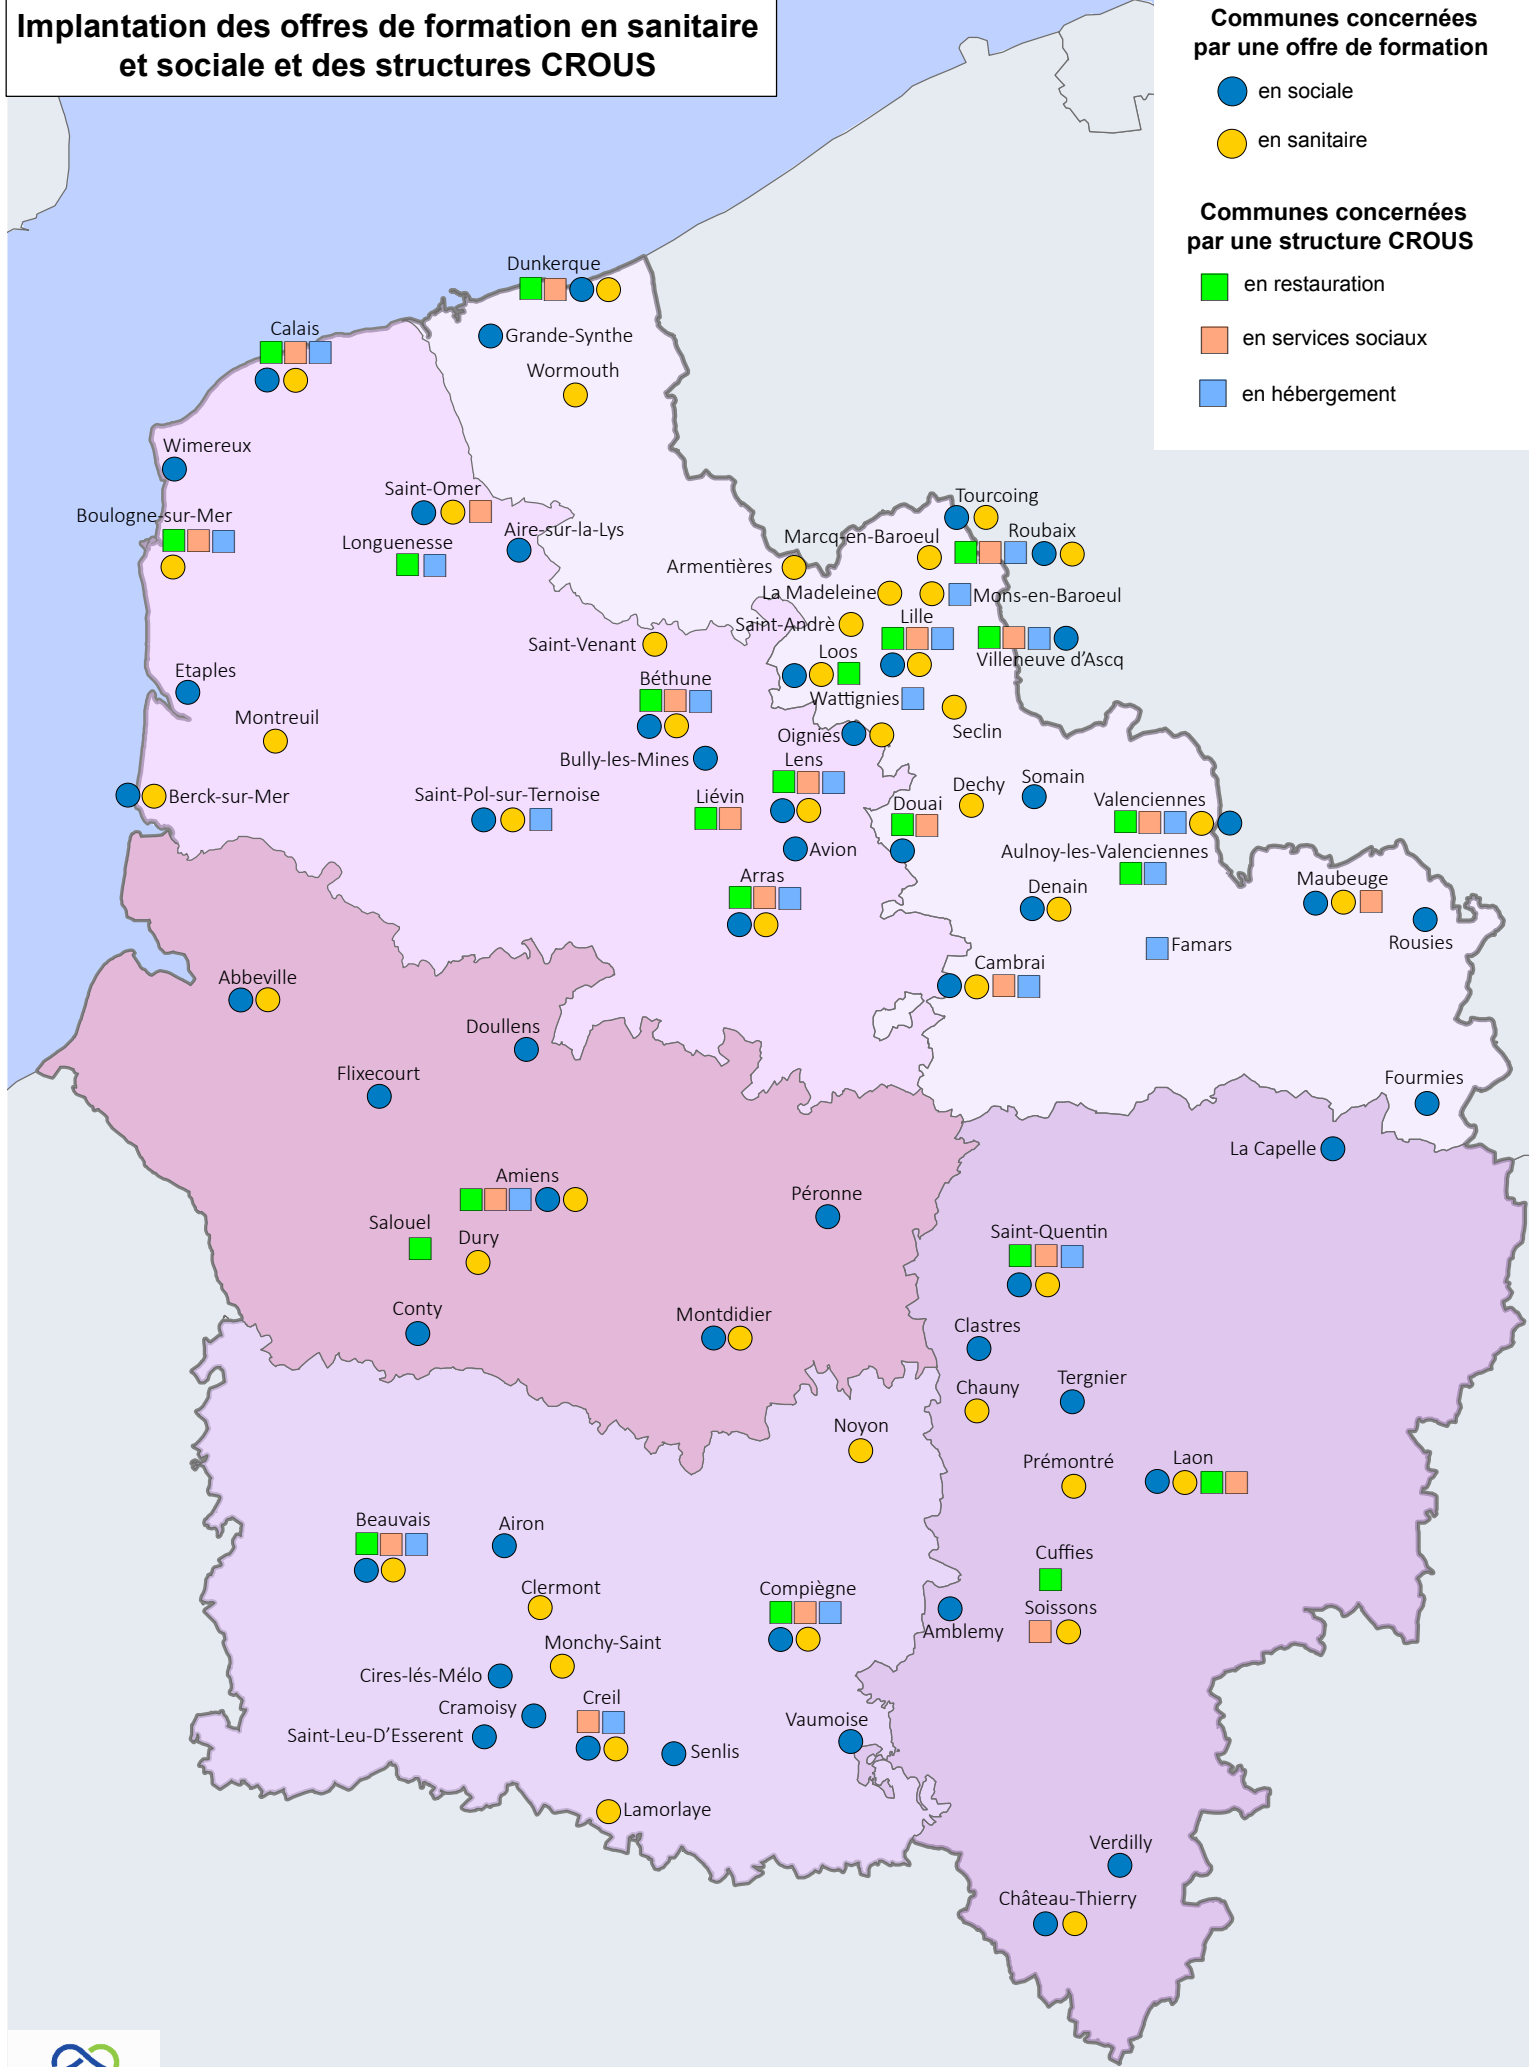 Implantation des offres de formation en sanitaire
et sociale et des structures CROUS
Communes concernées
par une offre de formation
en sociale
en sanitaire
Communes concernées
par une structure CROUS
en restauration
en services sociaux
en hébergement
Dunkerque
Calais
Grande-Synthe
Wormouth
Wimereux
Saint-Omer
Tourcoing
Boulogne-sur-Mer
Aire-sur-la-Lys
Roubaix
Longuenesse
Marcq-en-Baroeul
Armentières
La Madeleine
Mons-en-Baroeul
Saint-Andrè
Lille
Saint-Venant
Loos
Villeneuve d'Ascq
Etaples
Béthune
Wattignies
Montreuil
Oignies
Seclin
Bully-les-Mines
Lens
Berck-sur-Mer
Saint-Pol-sur-Ternoise
Liévin
Dechy
Somain
Douai
Valenciennes
Avion
Aulnoy-les-Valenciennes
Arras
Denain
Maubeuge
Rousies
Famars
Cambrai
Abbeville
Doullens
Flixecourt
Fourmies
La Capelle
Amiens
Péronne
Salouel
Dury
Saint-Quentin
Conty
Montdidier
Clastres
Chauny
Tergnier
Noyon
Prémontré
Laon
Beauvais
Airon
Cuffies
Clermont
Compiègne
Soissons
Amblemy
Monchy-Saint
Cires-lés-Mélo
Creil
Cramoisy
Saint-Leu-D'Esserent
Vaumoise
Senlis
Lamorlaye
Verdilly
Château-Thierry